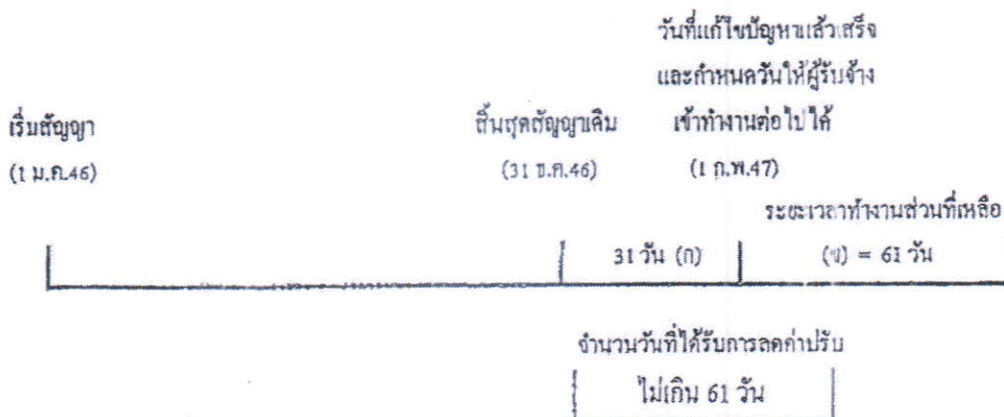 วันที่แก้ไขปัญหาแล้วเสร็จ
และกำหนดวันให้ผู้รับจ้าง
เริ่มสัญญา สิ้นสุดสัญญาเดิม เข้าทำงานต่อไปได้
(1 ม.ค.46) (31 ธ.ค.46) (1 ก.พ.47)
ระยะเวลาทำงานส่วนที่เหลือ
31 วัน (ก) (ข) = 61 วัน
จำนวนวันที่ได้รับการลดค่าปรับ
ไม่เกิน 61 วัน